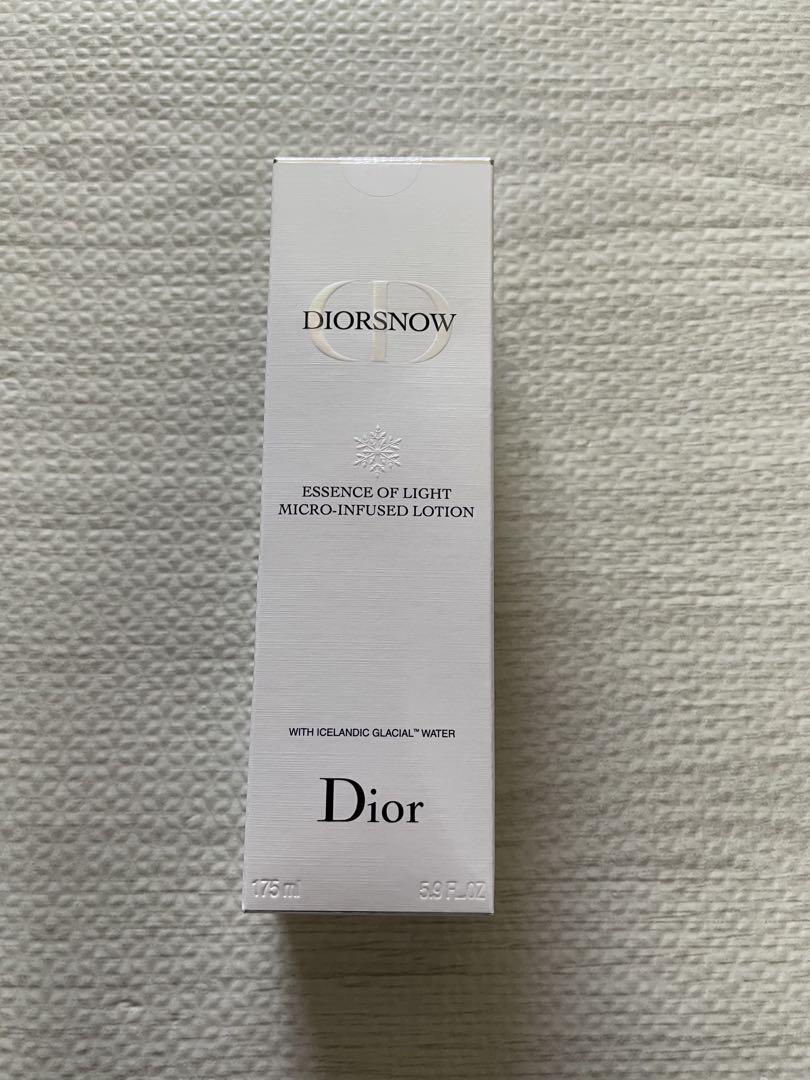 DIORSNOW
ESSENCE OF LIGHT
MICRO-INFUSED LOTION
WITH ICELANDIC GLACIAL™ WATER
Dior
175 ml 5.9 FL.OZ